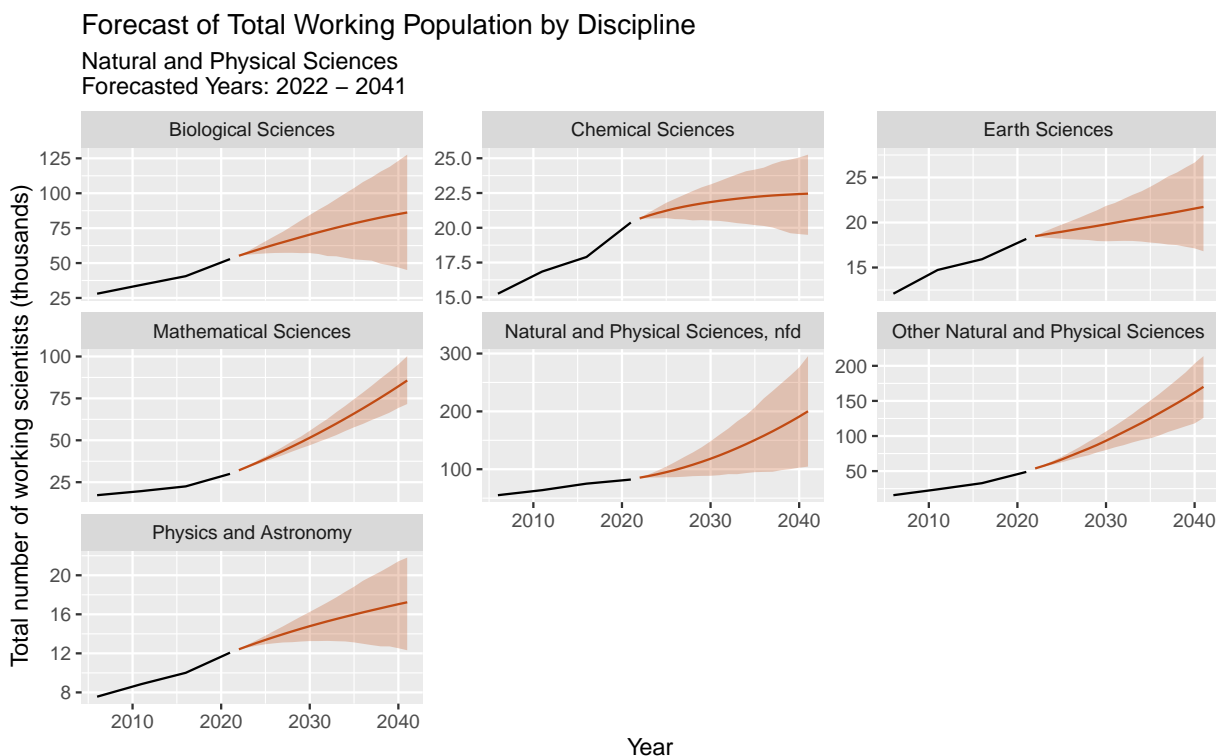 Forecast of Total Working Population by Discipline
Natural and Physical Sciences
Forecasted Years: 2022 – 2041
Total number of working scientists (thousands)
Biological Sciences
125
100
75
50
25
Chemical Sciences
25.0
22.5
20.0
17.5
15.0
Earth Sciences
25
20
15
Mathematical Sciences
100
75
50
25
Natural and Physical Sciences, nfd
300
200
100
2010 2020 2030 2040
Other Natural and Physical Sciences
200
150
100
50
2010 2020 2030 2040
Physics and Astronomy
20
16
12
8
2010 2020 2030 2040
Year